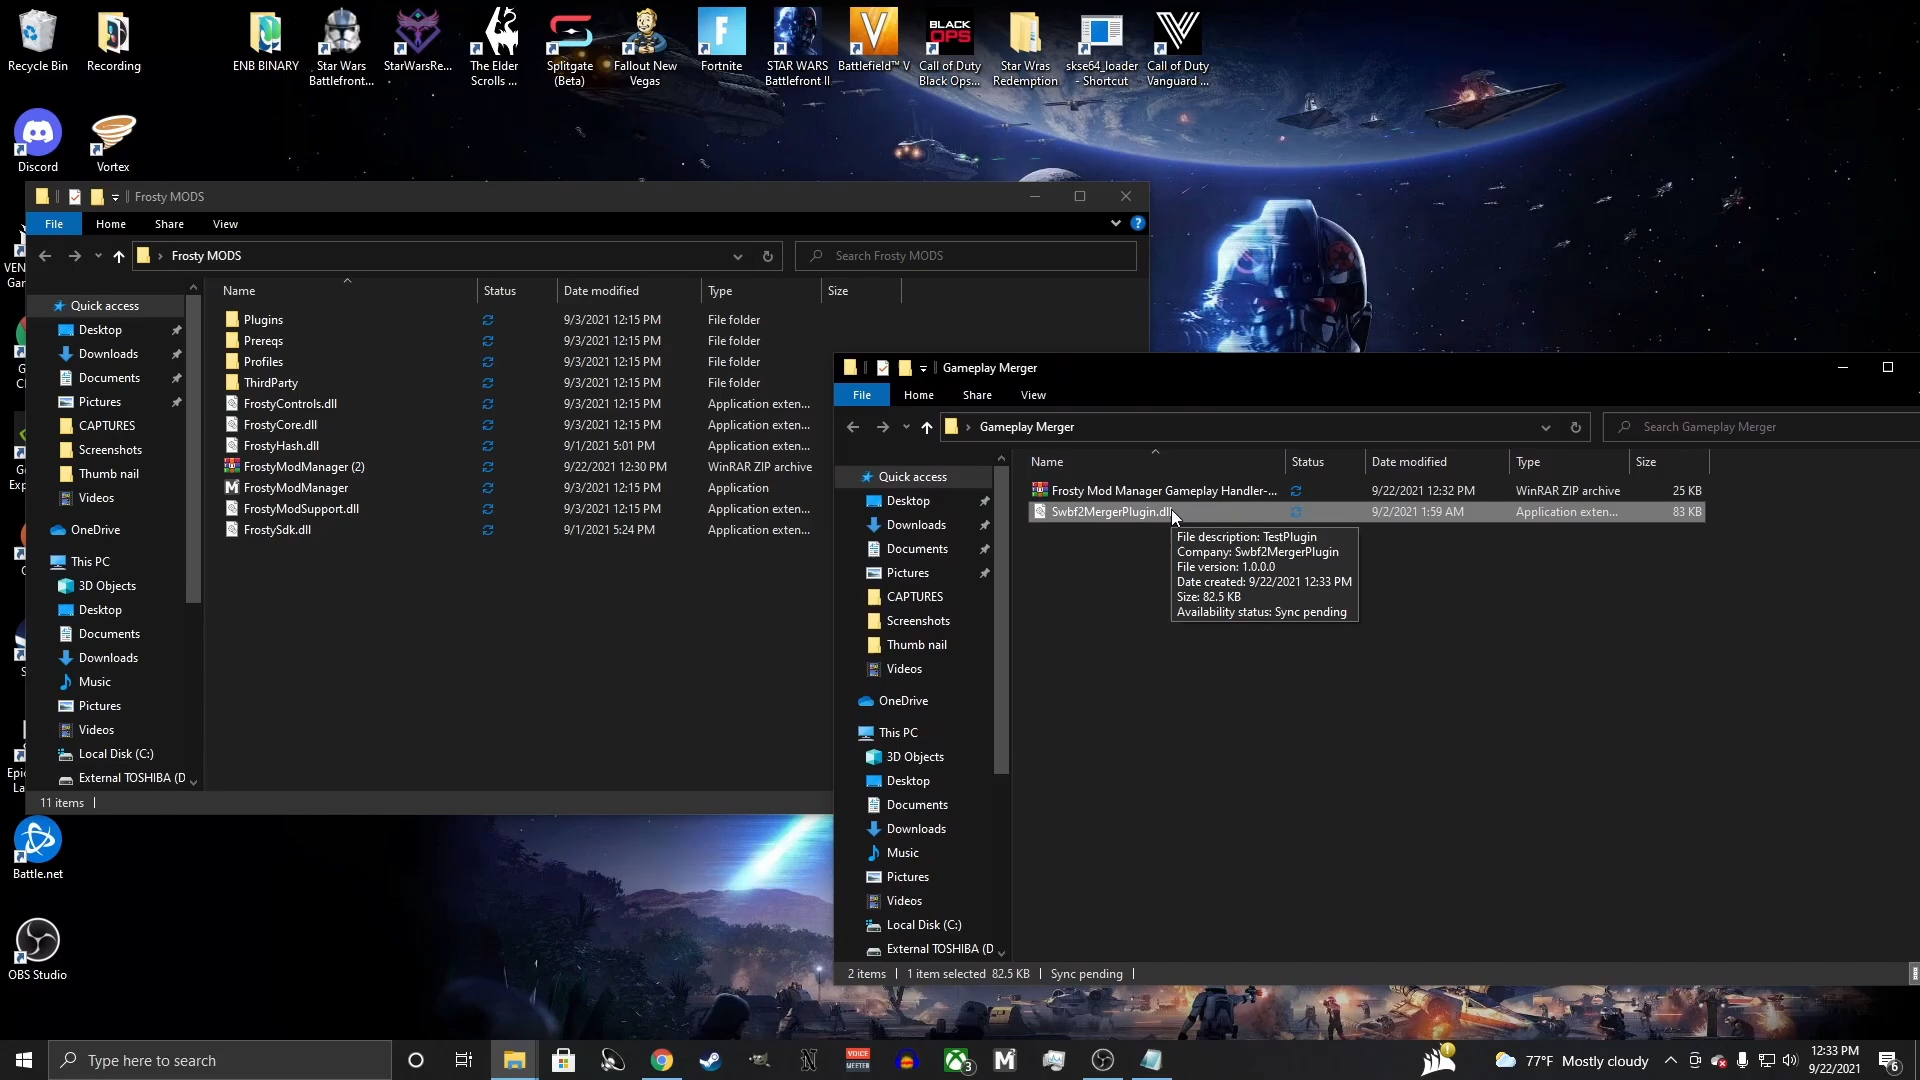 Recycle Bin
Recording
ENB BINARY
Star Wars
Battlefront...
StarWarsRe...
The Elder
Scrolls ...
Splitgate
(Beta)
Fallout New
Vegas
Fortnite
STAR WARS
Battlefront II
Battlefield™ V
BLACK
OPS
Call of Duty
Black Ops...
Star Wras
Redemption
skse64_loader
- Shortcut
Call of Duty
Vanguard ...
Discord
Vortex
Battle.net
OBS Studio
Frosty MODS
File Home Share View
Frosty MODS
Search Frosty MODS
Name Status Date modified Type Size
Plugins 9/3/2021 12:15 PM File folder
Prereqs 9/3/2021 12:15 PM File folder
Profiles 9/3/2021 12:15 PM File folder
ThirdParty 9/3/2021 12:15 PM File folder
FrostyControls.dll 9/3/2021 12:15 PM Application exten...
FrostyCore.dll 9/3/2021 12:15 PM Application exten...
FrostyHash.dll 9/1/2021 5:01 PM Application exten...
FrostyModManager (2) 9/22/2021 12:30 PM WinRAR ZIP archive
FrostyModManager 9/3/2021 12:15 PM Application
FrostyModSupport.dll 9/3/2021 12:15 PM Application exten...
FrostySdk.dll 9/1/2021 5:24 PM Application exten...
Quick access
Desktop
Downloads
Documents
Pictures
CAPTURES
Screenshots
Thumb nail
Videos
OneDrive
This PC
3D Objects
Desktop
Documents
Downloads
Music
Pictures
Videos
Local Disk (C:)
External TOSHIBA (D
11 items
Gameplay Merger
File Home Share View
Gameplay Merger
Search Gameplay Merger
Name Status Date modified Type Size
Frosty Mod Manager Gameplay Handler-... 9/22/2021 12:32 PM WinRAR ZIP archive 25 KB
Swbf2MergerPlugin.dll 9/2/2021 1:59 AM Application exten... 83 KB
File description: TestPlugin
Company: Swbf2MergerPlugin
File version: 1.0.0.0
Date created: 9/22/2021 12:33 PM
Size: 82.5 KB
Availability status: Sync pending
Quick access
Desktop
Downloads
Documents
Pictures
CAPTURES
Screenshots
Thumb nail
Videos
OneDrive
This PC
3D Objects
Desktop
Documents
Downloads
Music
Pictures
Videos
Local Disk (C:)
External TOSHIBA (D
2 items 1 item selected 82.5 KB Sync pending
Type here to search
VOICE
MEETER
3
77°F Mostly cloudy
12:33 PM
9/22/2021
6